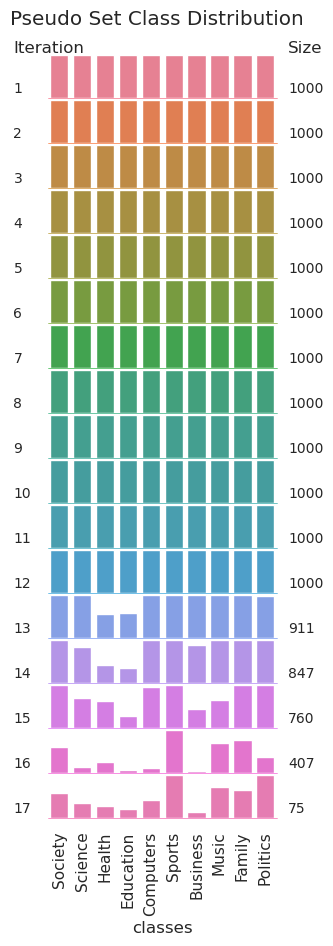 Pseudo Set Class Distribution
Iteration Size
1 1000
2 1000
3 1000
4 1000
5 1000
6 1000
7 1000
8 1000
9 1000
10 1000
11 1000
12 1000
13 911
14 847
15 760
16 407
17 75
Society
Science
Health
Education
Computers
Sports
Business
Music
Family
Politics
classes